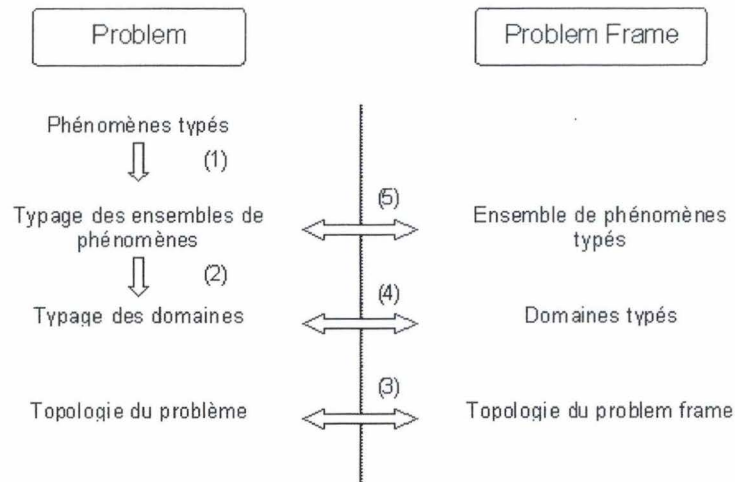 Problem
Problem Frame
Phénomènes typés
(1)
(5)
Typage des ensembles de
phénomènes
Ensemble de phénomènes
typés
(2)
(4)
Typage des domaines
Domaines typés
(3)
Topologie du problème
Topologie du problem frame